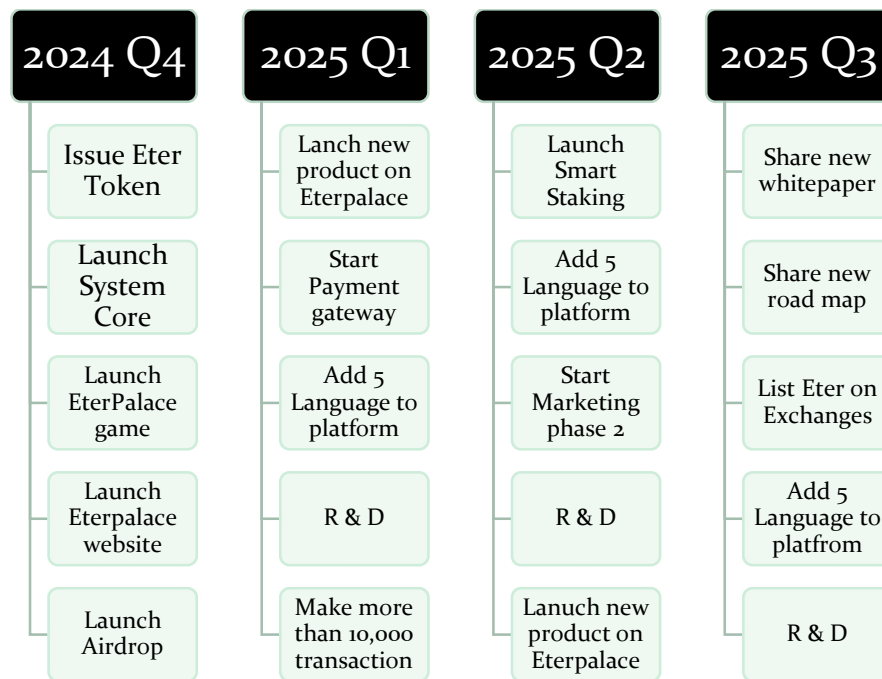 2024 Q4
Issue Eter
Token
Launch
System
Core
Launch
EterPalace
game
Launch
Eterpalace
website
Launch
Airdrop
2025 Q1
Lanch new
product on
Eterpalace
Start
Payment
gateway
Add 5
Language to
platform
R & D
Make more
than 10,000
transaction
2025 Q2
Launch
Smart
Staking
Add 5
Language to
platform
Start
Marketing
phase 2
R & D
Lanuch new
product on
Eterpalace
2025 Q3
Share new
whitepaper
Share new
road map
List Eter on
Exchanges
Add 5
Language to
platfrom
R & D